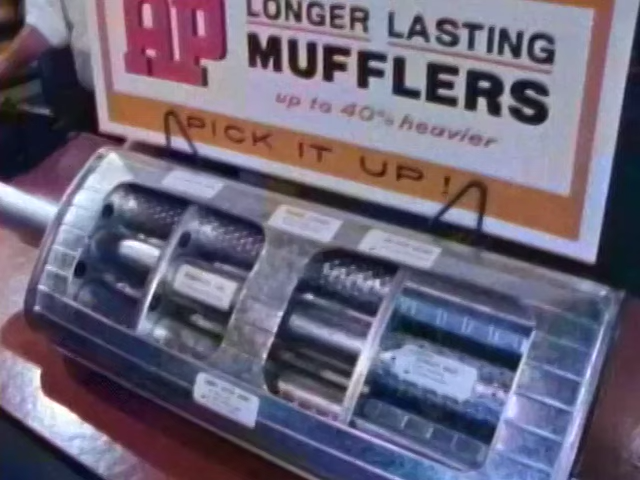 AP
LONGER LASTING
MUFFLERS
up to 40% heavier
PICK IT UP!